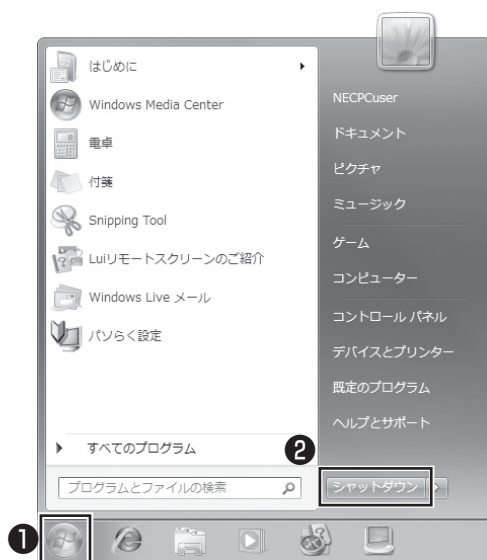 はじめに
Windows Media Center
電卓
付箋
Snipping Tool
Luiリモートスクリーンのご紹介
Windows Live メール
パソらく設定
すべてのプログラム
プログラムとファイルの検索
NECPCuser
ドキュメント
ピクチャ
ミュージック
ゲーム
コンピューター
コントロール パネル
デバイスとプリンター
既定のプログラム
ヘルプとサポート
❷
シャットダウン
❶